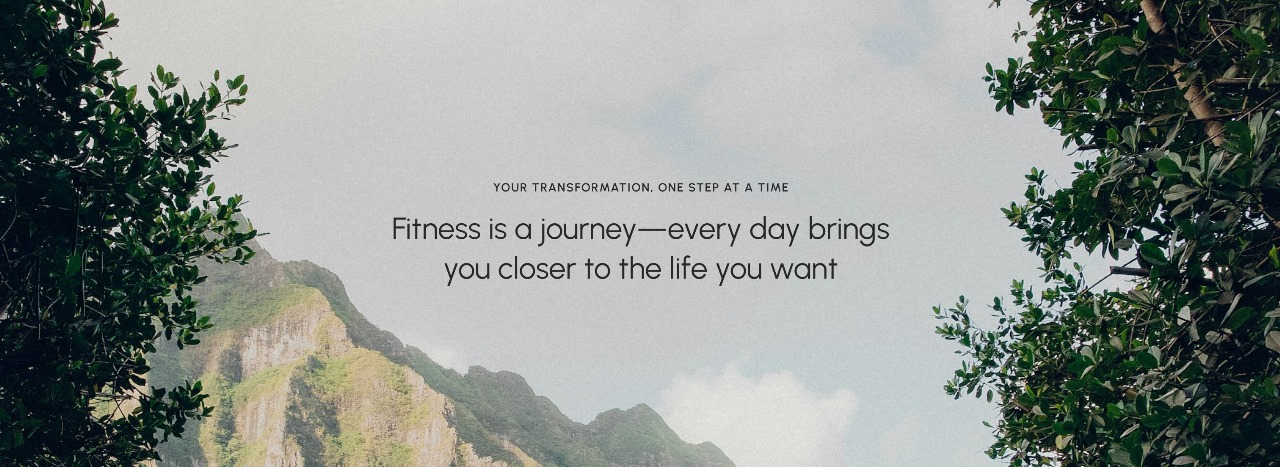 YOUR TRANSFORMATION, ONE STEP AT A TIME
Fitness is a journey—every day brings
you closer to the life you want